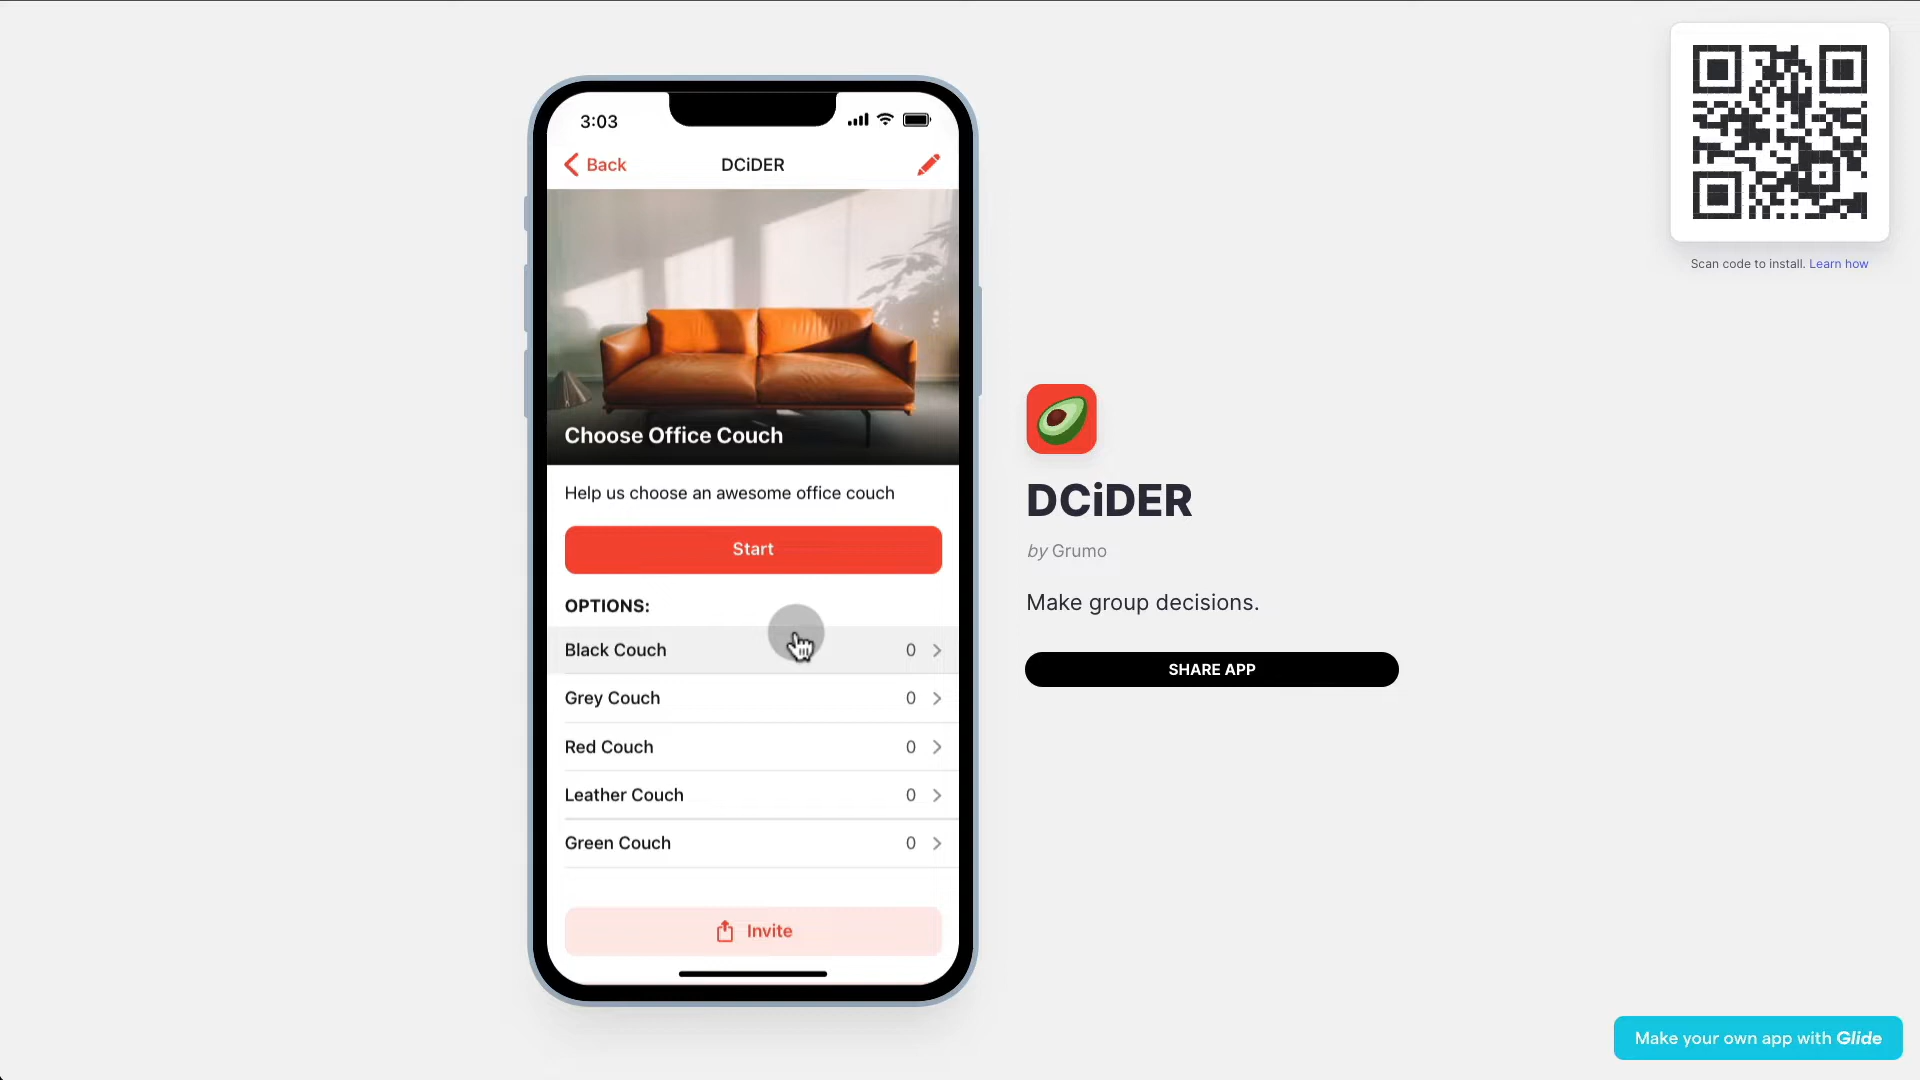 3:03
Back
DCiDER
Choose Office Couch
Help us choose an awesome office couch
Start
OPTIONS:
Black Couch 0
Grey Couch 0
Red Couch 0
Leather Couch 0
Green Couch 0
Invite
DCiDER
by Grumo
Make group decisions.
SHARE APP
Scan code to install. Learn how
Make your own app with Glide